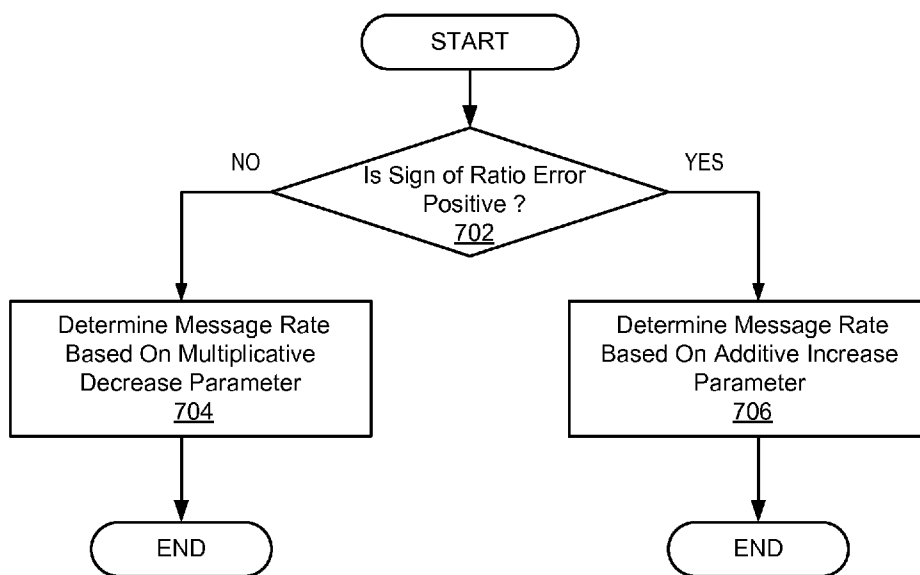 START
NO
YES
Is Sign of Ratio Error
Positive ?
702
Determine Message Rate
Based On Multiplicative
Decrease Parameter
704
Determine Message Rate
Based On Additive Increase
Parameter
706
END
END